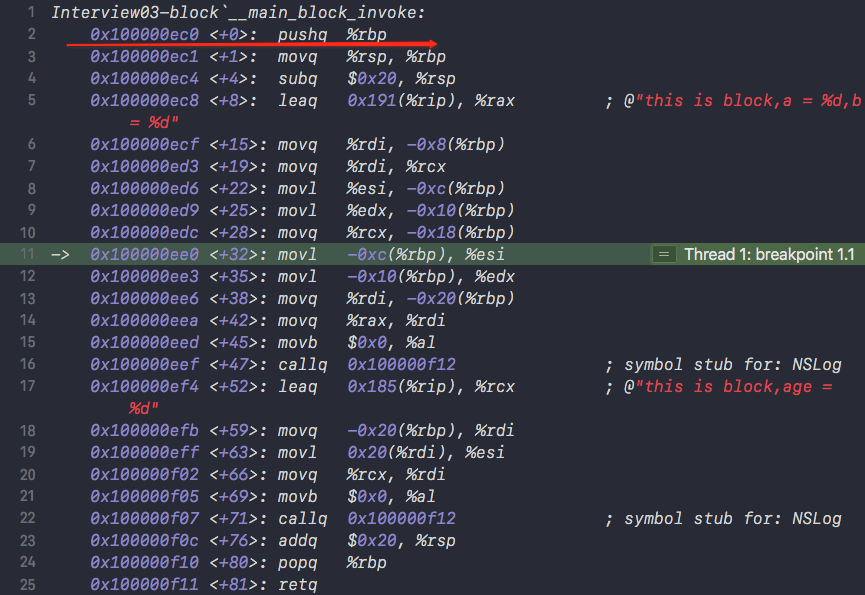 1 Interview03-block`__main_block_invoke:
2 0x100000ec0 <+0>: pushq %rbp
3 0x100000ec1 <+1>: movq %rsp, %rbp
4 0x100000ec4 <+4>: subq $0x20, %rsp
5 0x100000ec8 <+8>: leaq 0x191(%rip), %rax ; @"this is block,a = %d,b
= %d"
6 0x100000ecf <+15>: movq %rdi, -0x8(%rbp)
7 0x100000ed3 <+19>: movq %rdi, %rcx
8 0x100000ed6 <+22>: movl %esi, -0xc(%rbp)
9 0x100000ed9 <+25>: movl %edx, -0x10(%rbp)
10 0x100000edc <+28>: movq %rcx, -0x18(%rbp)
11 -> 0x100000ee0 <+32>: movl -0xc(%rbp), %esi = Thread 1: breakpoint 1.1
12 0x100000ee3 <+35>: movl -0x10(%rbp), %edx
13 0x100000ee6 <+38>: movq %rdi, -0x20(%rbp)
14 0x100000eea <+42>: movq %rax, %rdi
15 0x100000eed <+45>: movb $0x0, %al
16 0x100000eef <+47>: callq 0x100000f12 ; symbol stub for: NSLog
17 0x100000ef4 <+52>: leaq 0x185(%rip), %rcx ; @"this is block,age =
%d"
18 0x100000efb <+59>: movq -0x20(%rbp), %rdi
19 0x100000eff <+63>: movl 0x20(%rdi), %esi
20 0x100000f02 <+66>: movq %rcx, %rdi
21 0x100000f05 <+69>: movb $0x0, %al
22 0x100000f07 <+71>: callq 0x100000f12 ; symbol stub for: NSLog
23 0x100000f0c <+76>: addq $0x20, %rsp
24 0x100000f10 <+80>: popq %rbp
25 0x100000f11 <+81>: retq